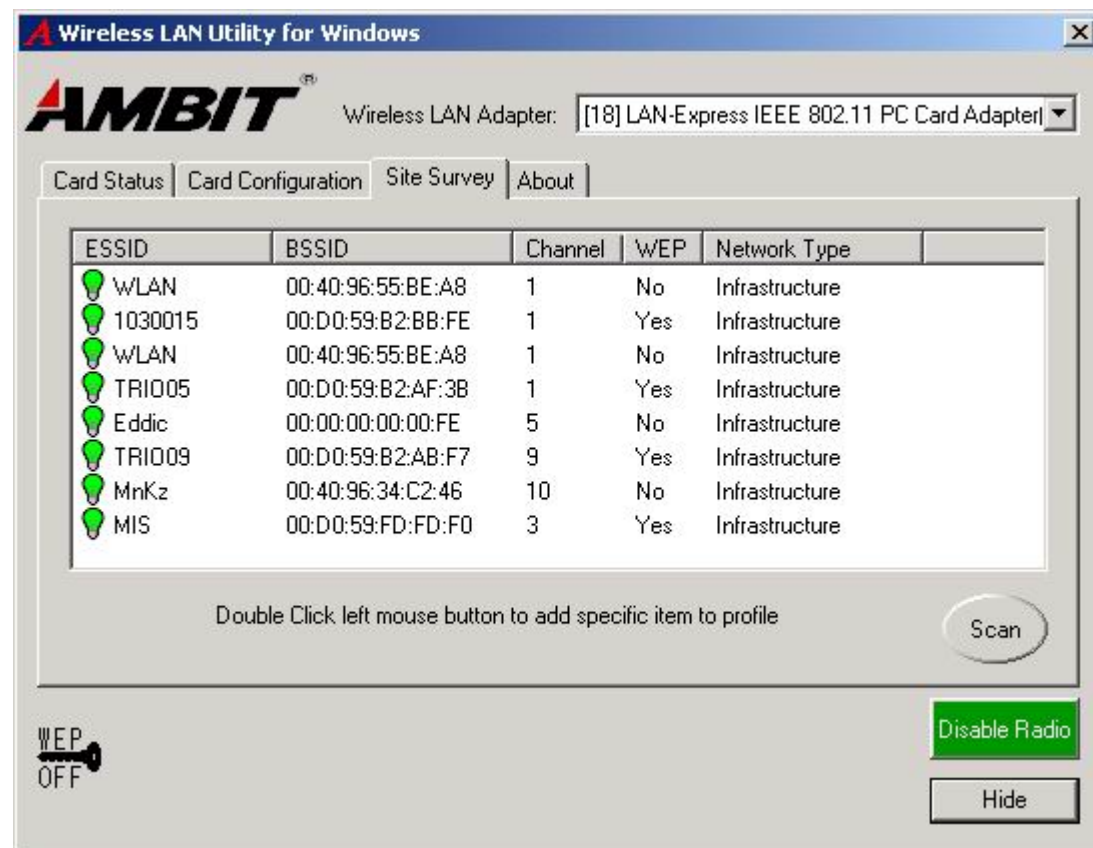 Wireless LAN Utility for Windows
AMBIT®
Wireless LAN Adapter: [18] LAN-Express IEEE 802.11 PC Card Adapter(
Card Status Card Configuration Site Survey About
ESSID BSSID Channel WEP Network Type
WLAN 00:40:96:55:BE:A8 1 No Infrastructure
1030015 00:D0:59:B2:BB:FE 1 Yes Infrastructure
WLAN 00:40:96:55:BE:A8 1 No Infrastructure
TRIO05 00:D0:59:B2:AF:3B 1 Yes Infrastructure
Eddic 00:00:00:00:00:FE 5 No Infrastructure
TRIO09 00:D0:59:B2:AB:F7 9 Yes Infrastructure
MnKz 00:40:96:34:C2:46 10 No Infrastructure
MIS 00:D0:59:FD:FD:F0 3 Yes Infrastructure
Double Click left mouse button to add specific item to profile
Scan
Disable Radio
WEP
OFF
Hide